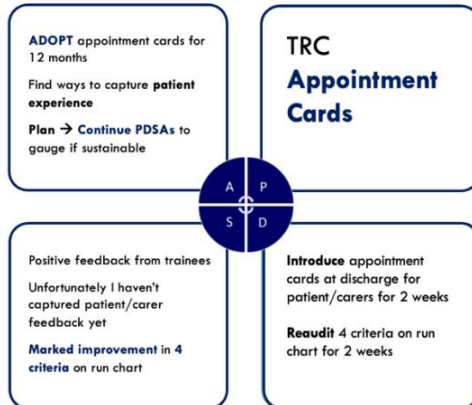 ADOPT appointment cards for
12 months
Find ways to capture patient
experience
Plan → Continue PDSAs to
gauge if sustainable
TRC
Appointment
Cards
A P
S D
Positive feedback from trainees
Unfortunately I haven't
captured patient/carer
feedback yet
Marked improvement in 4
criteria on run chart
Introduce appointment
cards at discharge for
patient/carers for 2 weeks
Reaudit 4 criteria on run
chart for 2 weeks